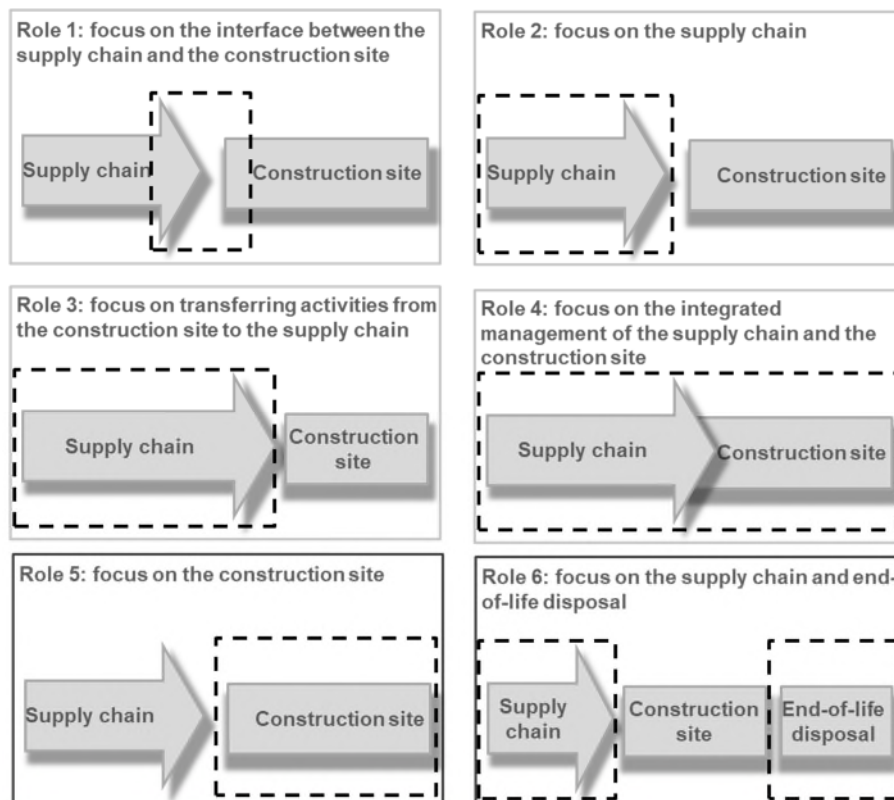 Role 1: focus on the interface between the
supply chain and the construction site
Supply chain
Construction site
Role 2: focus on the supply chain
Supply chain
Construction site
Role 3: focus on transferring activities from
the construction site to the supply chain
Supply chain
Construction
site
Role 4: focus on the integrated
management of the supply chain and the
construction site
Supply chain
Construction site
Role 5: focus on the construction site
Supply chain
Construction site
Role 6: focus on the supply chain and end-
of-life disposal
Supply
chain
Construction
site
End-of-life
disposal